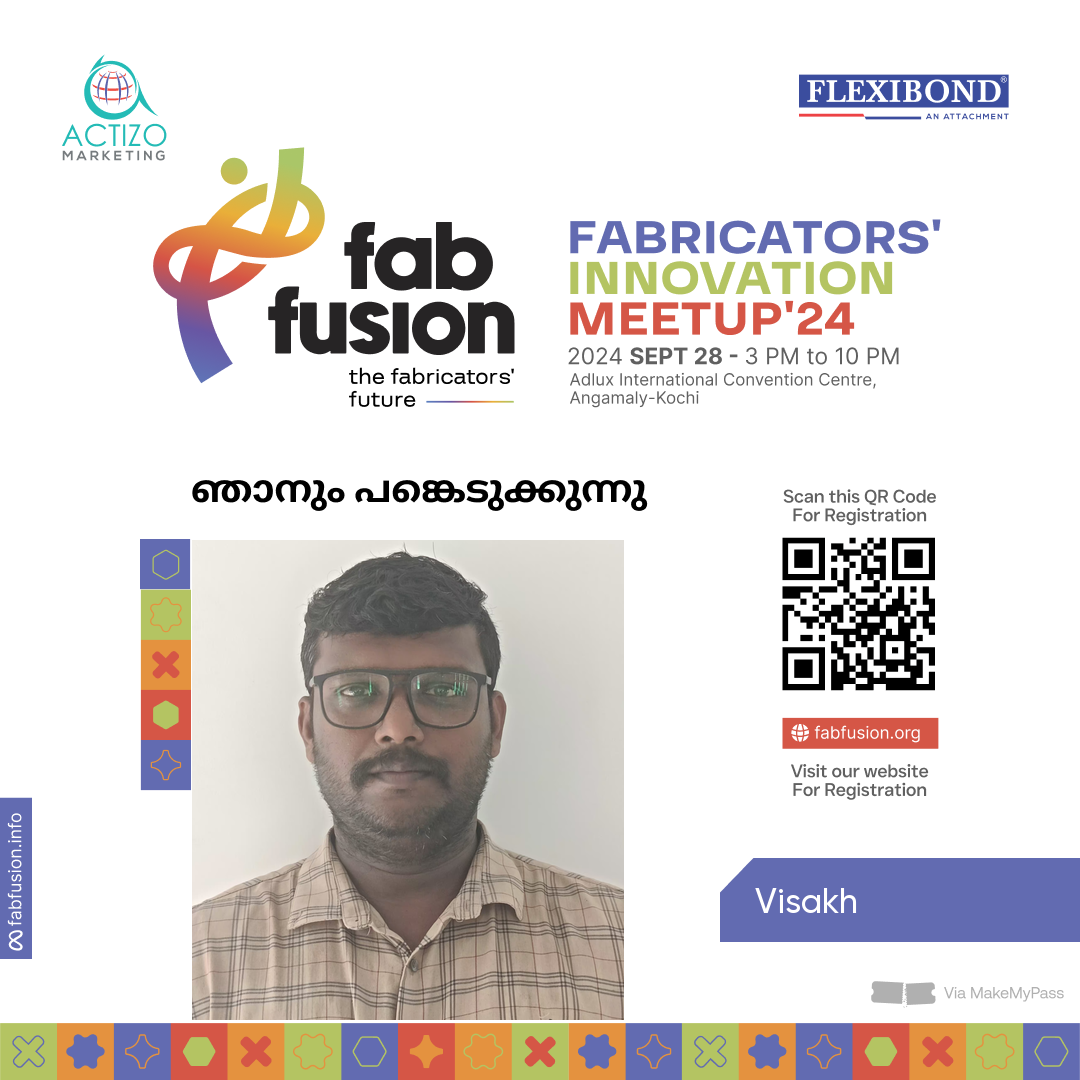 ACTIZO
MARKETING
FLEXIBOND®
AN ATTACHMENT
fab
fusion
the fabricators'
future
FABRICATORS'
INNOVATION
MEETUP'24
2024 SEPT 28 - 3 PM to 10 PM
Adlux International Convention Centre,
Angamaly-Kochi
ഞാനും പങ്കെടുക്കുന്നു
Scan this QR Code
For Registration
fabfusion.org
Visit our website
For Registration
fabfusion.info
Visakh
Via MakeMyPass